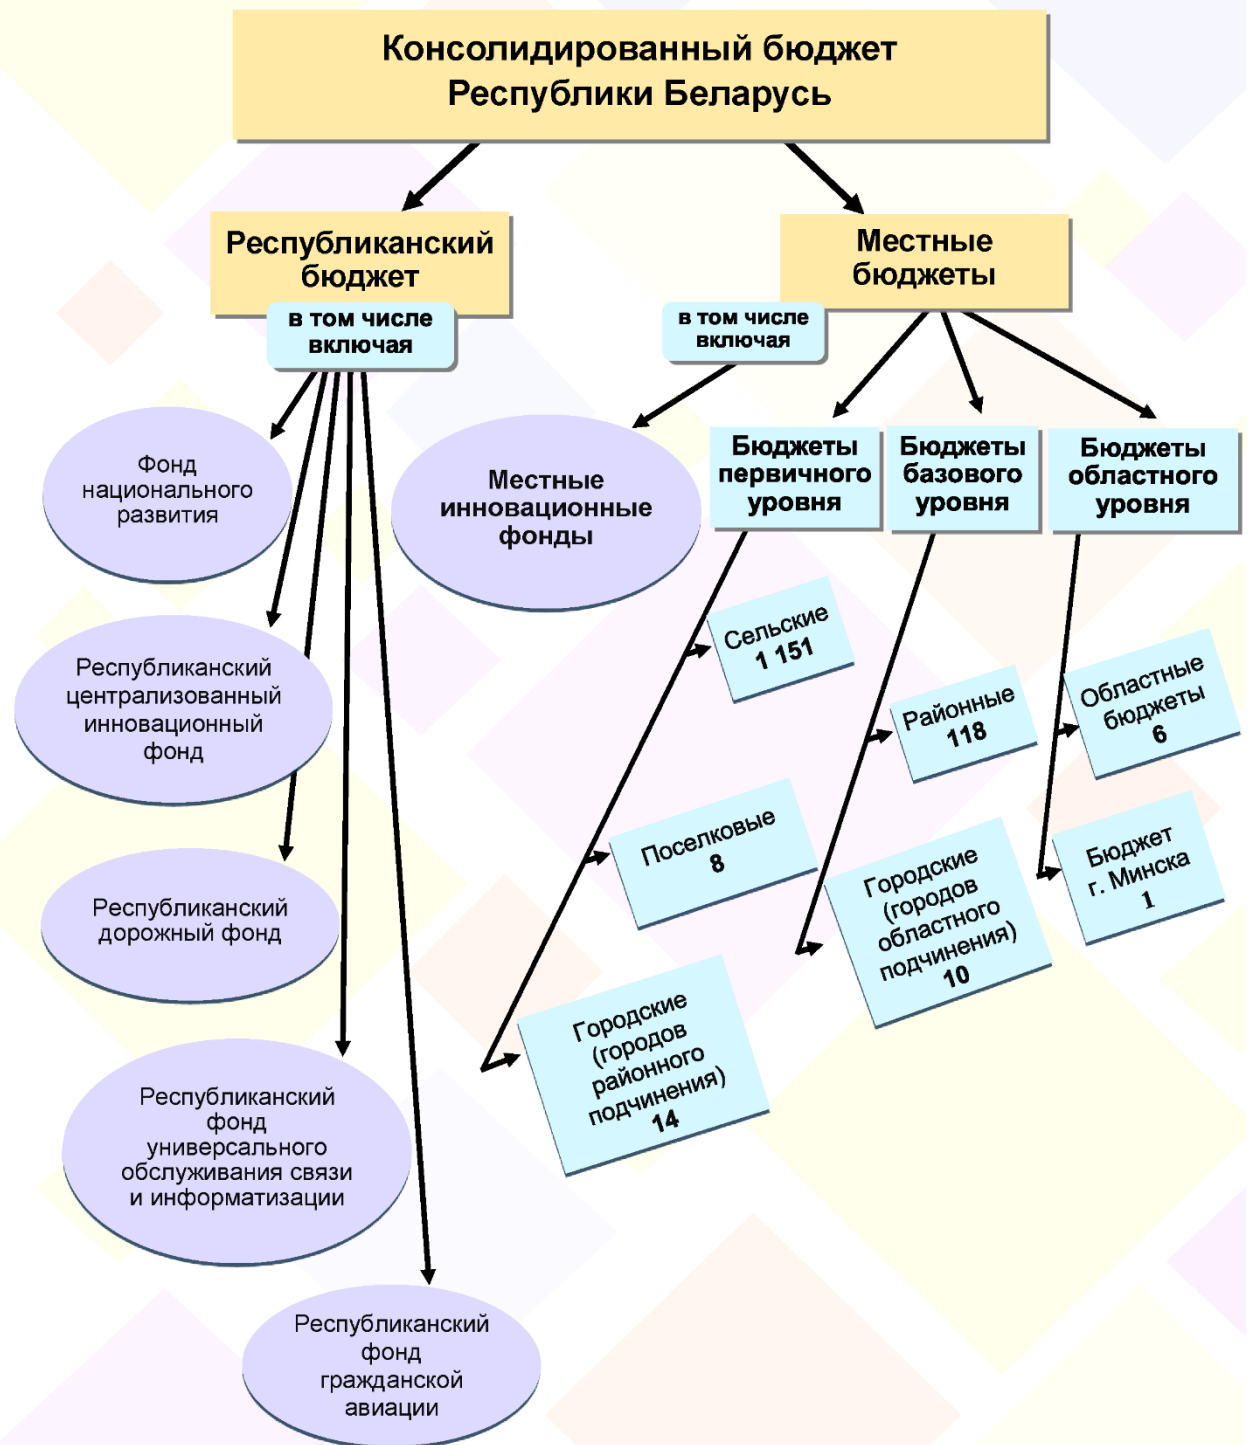 Консолидированный бюджет
Республики Беларусь
Республиканский
бюджет
в том числе
включая
Фонд
национального
развития
Республиканский
централизованный
инновационный
фонд
Республиканский
дорожный фонд
Республиканский
фонд
универсального
обслуживания связи
и информатизации
Республиканский
фонд
гражданской
авиации
Местные
бюджеты
в том числе
включая
Местные
инновационные
фонды
Бюджеты
первичного
уровня
Сельские
1 151
Поселковые
8
Городские
(городов
районного
подчинения)
14
Бюджеты
базового
уровня
Районные
118
Городские
(городов
областного
подчинения)
10
Бюджеты
областного
уровня
Областные
бюджеты
6
Бюджет
г. Минска
1